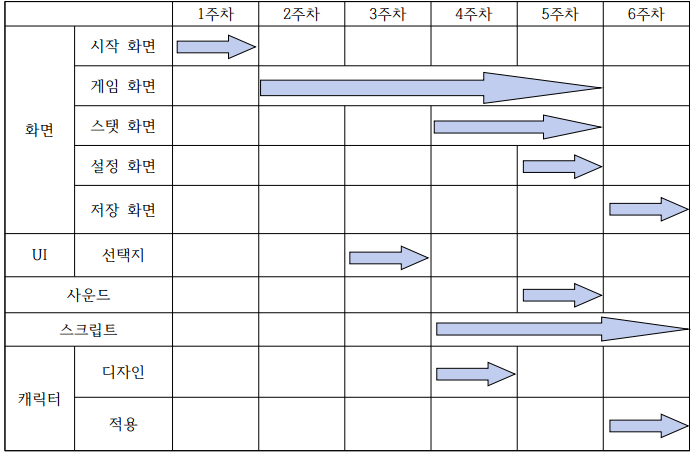 1주차 2주차 3주차 4주차 5주차 6주차
화면
시작 화면
게임 화면
스탯 화면
설정 화면
저장 화면
UI 선택지
사운드
스크립트
캐릭터
디자인
적용